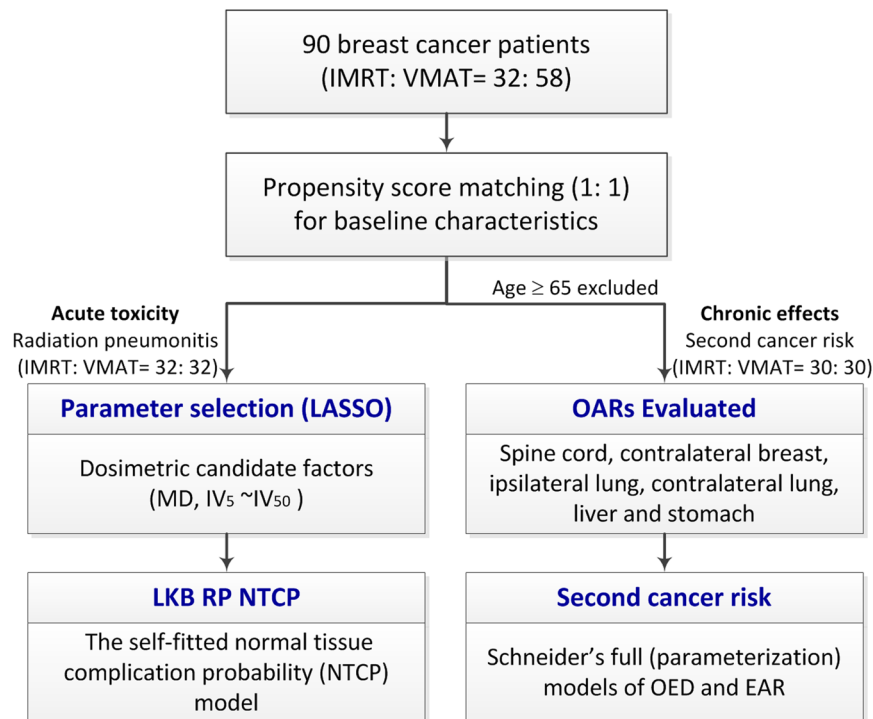 90 breast cancer patients
(IMRT: VMAT= 32: 58)
Propensity score matching (1: 1)
for baseline characteristics
Age ≥ 65 excluded
Acute toxicity
Radiation pneumonitis
(IMRT: VMAT= 32: 32)
Chronic effects
Second cancer risk
(IMRT: VMAT= 30: 30)
Parameter selection (LASSO)
Dosimetric candidate factors
(MD, IV5 ~IV50 )
OARs Evaluated
Spine cord, contralateral breast,
ipsilateral lung, contralateral lung,
liver and stomach
LKB RP NTCP
The self-fitted normal tissue
complication probability (NTCP)
model
Second cancer risk
Schneider’s full (parameterization)
models of OED and EAR